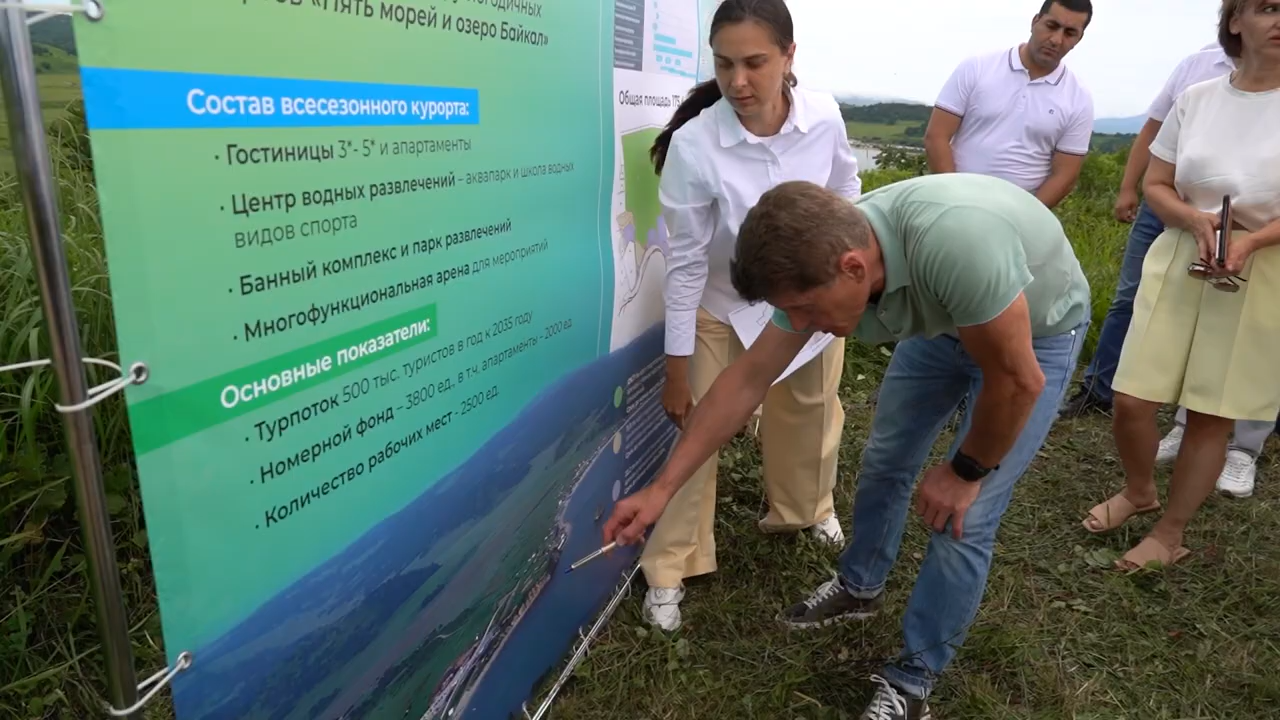 «Пять морей и озеро Байкал»
Состав всесезонного курорта:
· Гостиницы 3*- 5* и апартаменты
· Центр водных развлечений – аквапарк и школа водных
видов спорта
· Банный комплекс и парк развлечений
· Многофункциональная арена для мероприятий
Основные показатели:
· Турпоток 500 тыс. туристов в год к 2035 году
· Номерной фонд – 3800 ед., в т.ч. апартаменты - 2000 ед.
· Количество рабочих мест - 2500 ед.
Общая площадь 175